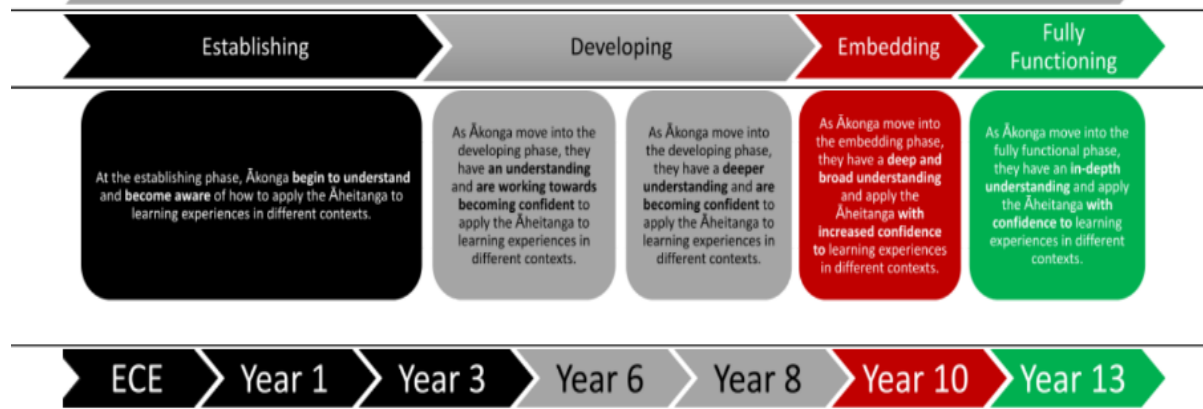 Establishing
Developing
Embedding
Fully
Functioning
At the establishing phase, Ākonga begin to understand
and become aware of how to apply the Āheitanga to
learning experiences in different contexts.
As Ākonga move into the
developing phase, they
have an understanding
and are working towards
becoming confident to
apply the Āheitanga to
learning experiences in
different contexts.
As Ākonga move into
the developing phase,
they have a deeper
understanding and are
becoming confident to
apply the Āheitanga to
learning experiences in
different contexts.
As Ākonga move into
the embedding phase,
they have a deep and
broad understanding
and apply the
Āheitanga with
increased confidence
to learning experiences
in different contexts.
As Ākonga move into the
fully functional phase,
they have an in-depth
understanding and apply
the Āheitanga with
confidence to learning
experiences in different
contexts.
ECE
Year 1
Year 3
Year 6
Year 8
Year 10
Year 13